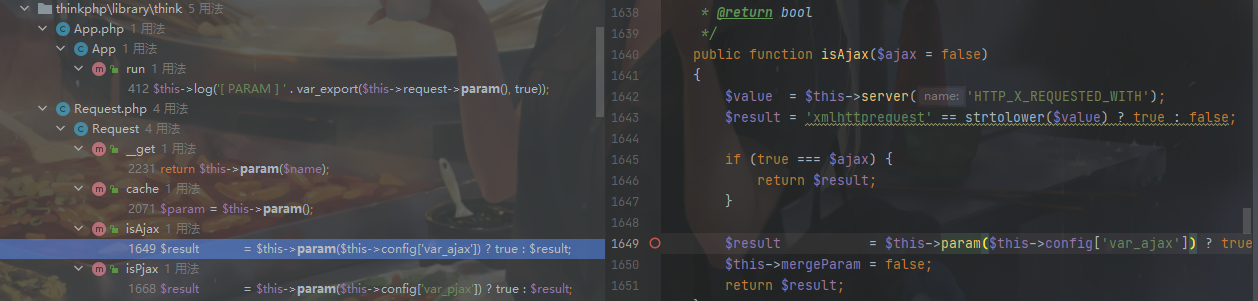 thinkphp\library\think 5 用法
App.php 1 用法
App 1 用法
run 1 用法
412 $this->log('[ PARAM ] ' . var_export($this->request->param(), true));
Request.php 4 用法
Request 4 用法
__get 1 用法
2231 return $this->param($name);
cache 1 用法
2071 $param = $this->param();
isAjax 1 用法
1649 $result = $this->param($this->config['var_ajax']) ? true : $result;
isPjax 1 用法
1668 $result = $this->param($this->config['var_pjax']) ? true : $result;
1638 * @return bool
1639 */
1640 public function isAjax($ajax = false)
1641 {
1642 $value = $this->server( name: 'HTTP_X_REQUESTED_WITH');
1643 $result = 'xmlhttprequest' == strtolower($value) ? true : false;
1644
1645 if (true === $ajax) {
1646 return $result;
1647 }
1648
1649 $result = $this->param($this->config['var_ajax']) ? true
1650 $this->mergeParam = false;
1651 return $result;